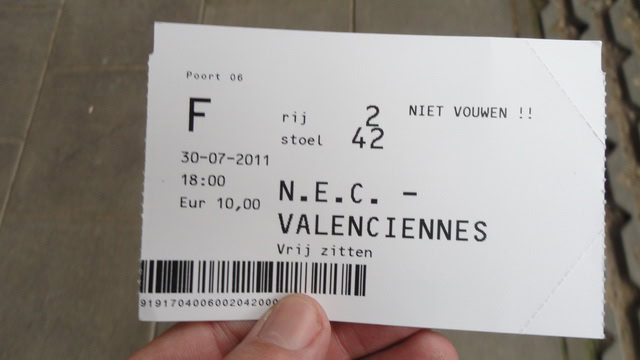 Poort 06
F
rij 2
stoel 42
NIET VOUWEN !!
30-07-2011
18:00
Eur 10,00
N.E.C. -
VALENCIENNES
Vrij zitten
9191704006002042000